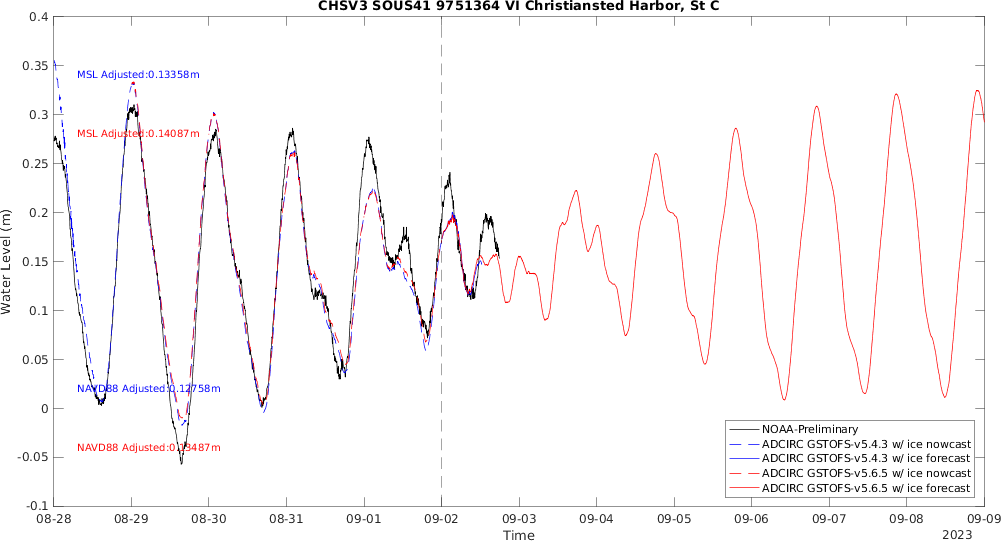 CHSV3 SOUS41 9751364 VI Christiansted Harbor, St C
0.4
0.35
0.3
0.25
0.2
0.15
0.1
0.05
0
-0.05
-0.1
Water Level (m)
MSL Adjusted:0.13358m
MSL Adjusted:0.14087m
NAVD88 Adjusted:0.12758m
NAVD88 Adjusted:0.13487m
NOAA-Preliminary
ADCIRC GSTOFS-v5.4.3 w/ ice nowcast
ADCIRC GSTOFS-v5.4.3 w/ ice forecast
ADCIRC GSTOFS-v5.6.5 w/ ice nowcast
ADCIRC GSTOFS-v5.6.5 w/ ice forecast
08-28 08-29 08-30 08-31 09-01 09-02 09-03 09-04 09-05 09-06 09-07 09-08 09-09
Time
2023